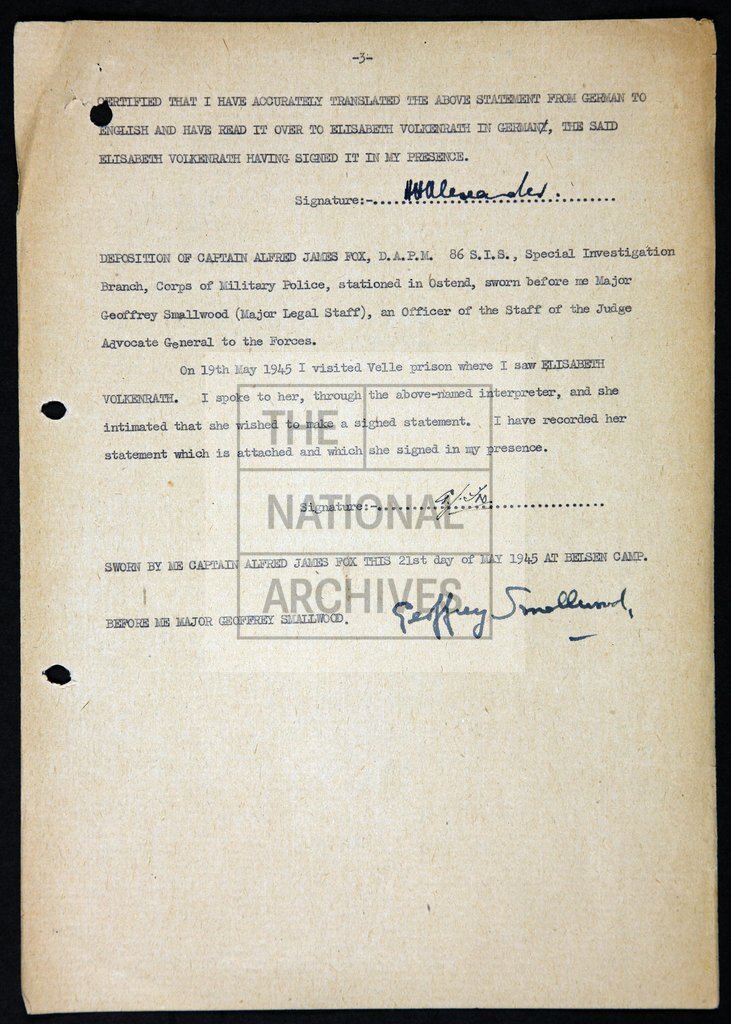 -3-
CERTIFIED THAT I HAVE ACCURATELY TRANSLATED THE ABOVE STATEMENT FROM GERMAN TO
ENGLISH AND HAVE READ IT OVER TO ELISABETH VOLKENRATH IN GERMAN, THE SAID
ELISABETH VOLKENRATH HAVING SIGNED IT IN MY PRESENCE.
Signature:-..HHAlexander.............
DEPOSITION OF CAPTAIN ALFRED JAMES FOX, D.A.P.M. 86 S.I.S., Special Investigation
Branch, Corps of Military Police, stationed in Ostend, sworn before me Major
Geoffrey Smallwood (Major Legal Staff), an Officer of the Staff of the Judge
Advocate General to the Forces.
On 19th May 1945 I visited Velle prison where I saw ELISABETH
VOLKENRATH. I spoke to her, through the above-named interpreter, and she
intimated that she wished to make a signed statement. I have recorded her
statement which is attached and which she signed in my presence.
Signature:-..........A.J. Fox..................
SWORN BY ME CAPTAIN ALFRED JAMES FOX THIS 21st day of MAY 1945 AT BELSEN CAMP.
BEFORE ME MAJOR GEOFFREY SMALLWOOD. Geoffrey Smallwood,
THE
NATIONAL
ARCHIVES